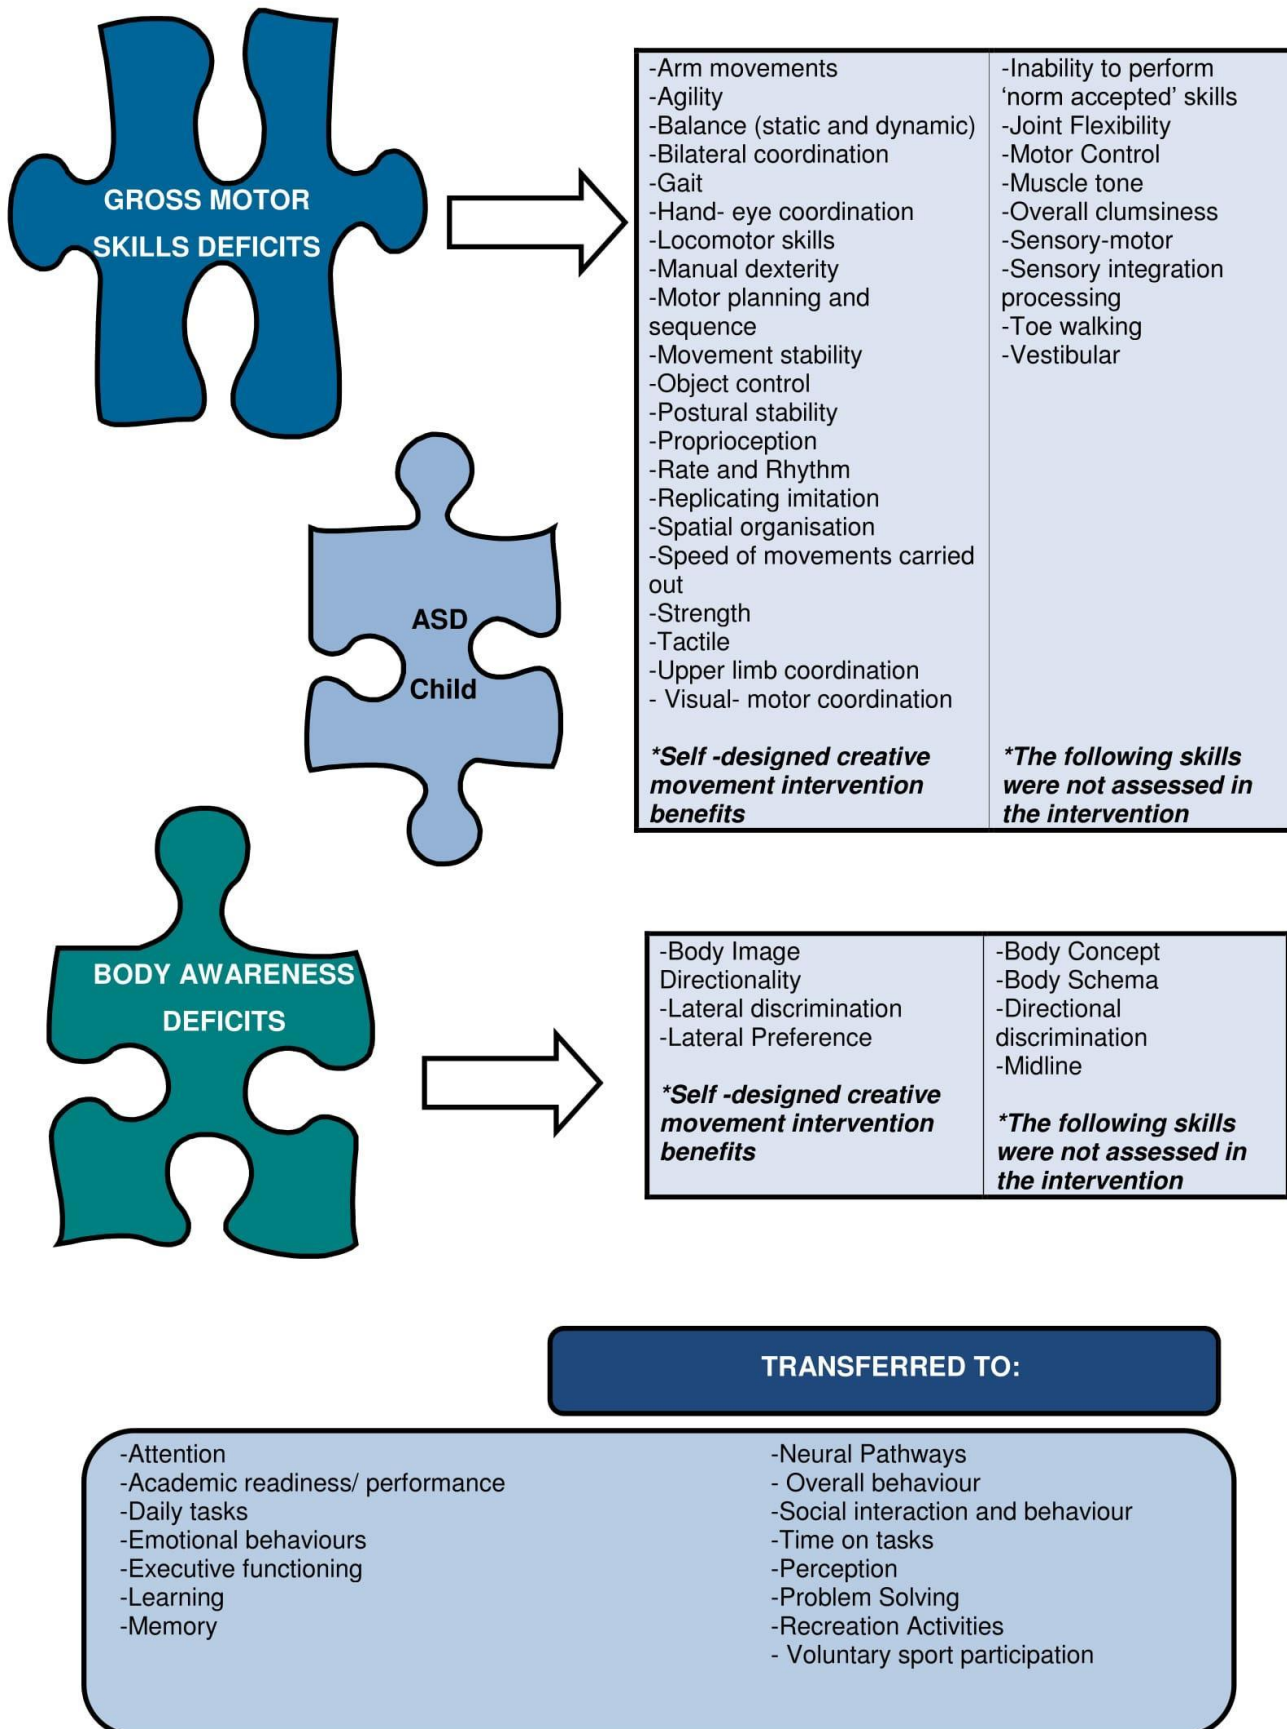 GROSS MOTOR
SKILLS DEFICITS
-Arm movements
-Agility
-Balance (static and dynamic)
-Bilateral coordination
-Gait
-Hand- eye coordination
-Locomotor skills
-Manual dexterity
-Motor planning and
sequence
-Movement stability
-Object control
-Postural stability
-Proprioception
-Rate and Rhythm
-Replicating imitation
-Spatial organisation
-Speed of movements carried
out
-Strength
-Tactile
-Upper limb coordination
- Visual- motor coordination
*Self -designed creative
movement intervention
benefits
-Inability to perform
‘norm accepted’ skills
-Joint Flexibility
-Motor Control
-Muscle tone
-Overall clumsiness
-Sensory-motor
-Sensory integration
processing
-Toe walking
-Vestibular
*The following skills
were not assessed in
the intervention
ASD
Child
BODY AWARENESS
DEFICITS
-Body Image
Directionality
-Lateral discrimination
-Lateral Preference
*Self -designed creative
movement intervention
benefits
-Body Concept
-Body Schema
-Directional
discrimination
-Midline
*The following skills
were not assessed in
the intervention
TRANSFERRED TO:
-Attention
-Academic readiness/ performance
-Daily tasks
-Emotional behaviours
-Executive functioning
-Learning
-Memory
-Neural Pathways
- Overall behaviour
-Social interaction and behaviour
-Time on tasks
-Perception
-Problem Solving
-Recreation Activities
- Voluntary sport participation